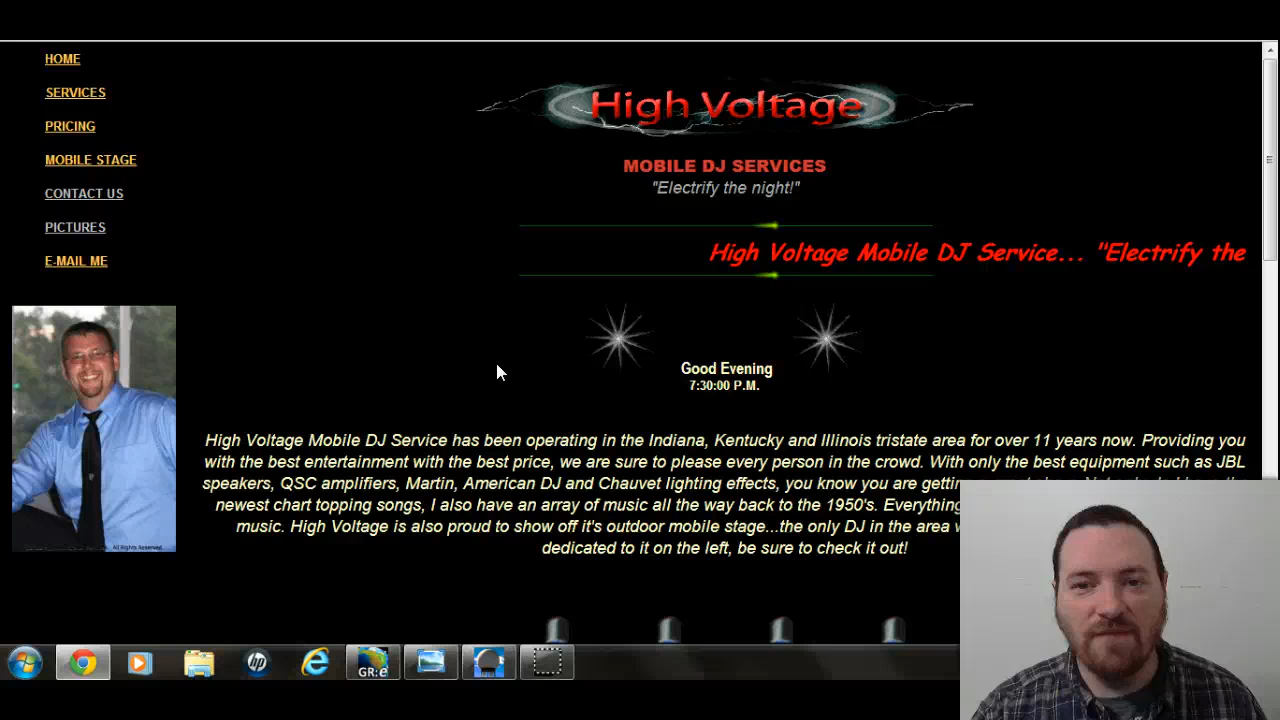 HOME
SERVICES
PRICING
MOBILE STAGE
CONTACT US
PICTURES
E-MAIL ME
High Voltage
MOBILE DJ SERVICES
"Electrify the night!"
High Voltage Mobile DJ Service... "Electrify the
Good Evening
7:30:00 P.M.
High Voltage Mobile DJ Service has been operating in the Indiana, Kentucky and Illinois tristate area for over 11 years now. Providing you
with the best entertainment with the best price, we are sure to please every person in the crowd. With only the best equipment such as JBL
speakers, QSC amplifiers, Martin, American DJ and Chauvet lighting effects, you know you are
newest chart topping songs, I also have an array of music all the way back to the 1950's.
music. High Voltage is also proud to show off it's outdoor mobile stage...the only DJ in the area
dedicated to it on the left, be sure to check it out!
All Rights Reserved
hp
GR:e